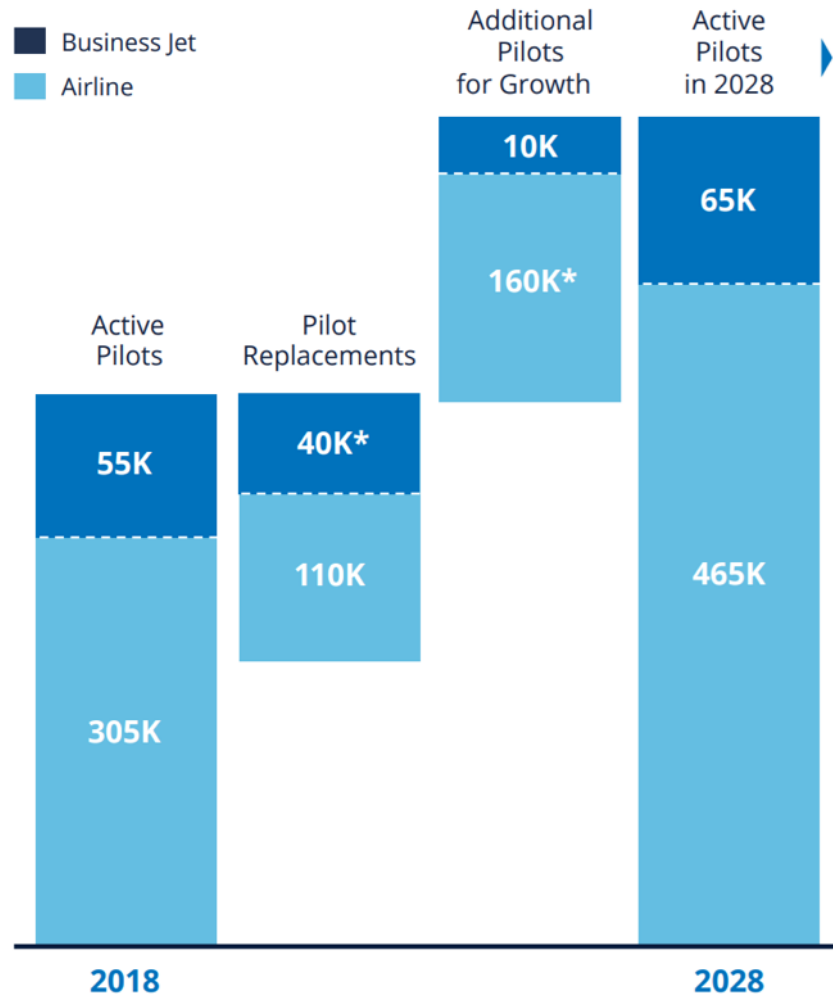 Business Jet
Airline
Additional
Pilots
for Growth
Active
Pilots
in 2028
10K
65K
160K*
Active
Pilots
Pilot
Replacements
55K
40K*
110K
465K
305K
2018
2028